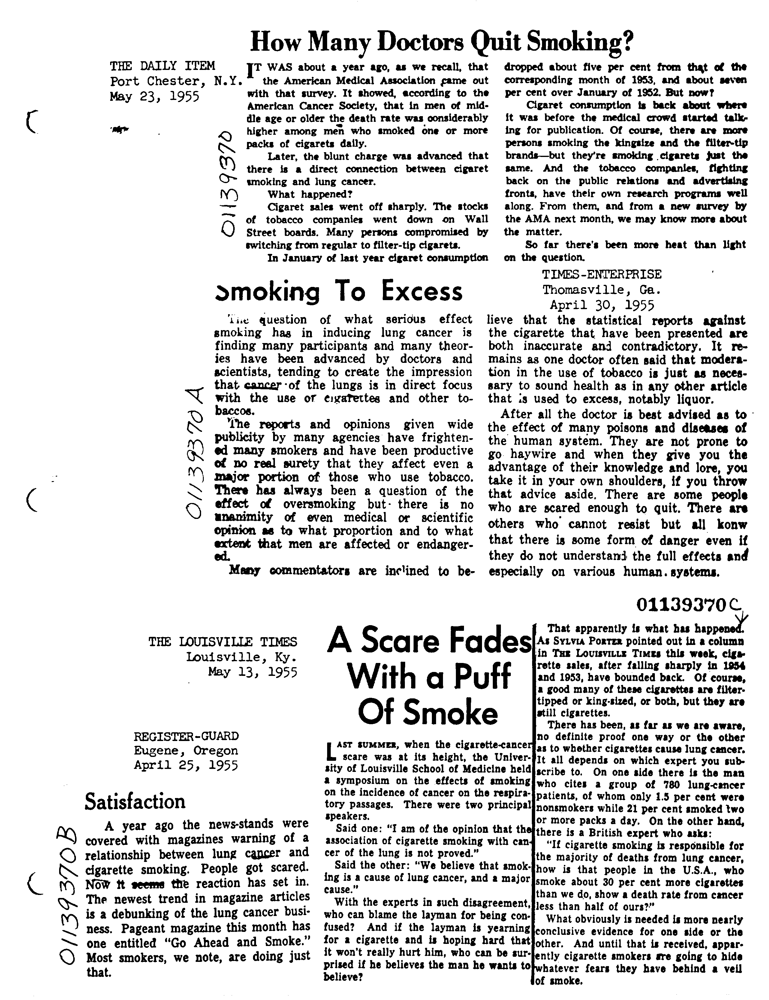 How Many Doctors Quit Smoking?
THE DAILY ITEM
Port Chester, N.Y.
May 23, 1955
IT WAS about a year ago, as we recall, that
the American Medical Association came out
with that survey. It showed, according to the
American Cancer Society, that in men of mid-
dle age or older the death rate was considerably
higher among men who smoked one or more
packs of cigarets daily.
Later, the blunt charge was advanced that
there is a direct connection between cigaret
smoking and lung cancer.
What happened?
Cigaret sales went off sharply. The stocks
of tobacco companies went down on Wall
Street boards. Many persons compromised by
switching from regular to filter-tip cigarets.
In January of last year cigaret consumption
dropped about five per cent from that of the
corresponding month of 1953, and about seven
per cent over January of 1952. But now?
Cigaret consumption is back about where
it was before the medical crowd started talk-
ing for publication. Of course, there are more
persons smoking the kingsize and the filter-tip
brands—but they're smoking cigarets just the
same. And the tobacco companies, fighting
back on the public relations and advertising
fronts, have their own research programs well
along. From them, and from a new survey by
the AMA next month, we may know more about
the matter.
So far there's been more heat than light
on the question.
01139370
Smoking To Excess
TIMES-ENTERPRISE
Thomasville, Ga.
April 30, 1955
The question of what serious effect
smoking has in inducing lung cancer is
finding many participants and many theor-
ies have been advanced by doctors and
scientists, tending to create the impression
that cancer of the lungs is in direct focus
with the use or cigarettes and other to-
baccos.
The reports and opinions given wide
publicity by many agencies have frighten-
ed many smokers and have been productive
of no real surety that they affect even a
major portion of those who use tobacco.
There has always been a question of the
effect of oversmoking but there is no
unanimity of even medical or scientific
opinion as to what proportion and to what
extent that men are affected or endanger-
ed.
Many commentators are inclined to be-
lieve that the statistical reports against
the cigarette that have been presented are
both inaccurate and contradictory. It re-
mains as one doctor often said that modera-
tion in the use of tobacco is just as neces-
sary to sound health as in any other article
that is used to excess, notably liquor.
After all the doctor is best advised as to
the effect of many poisons and diseases of
the human system. They are not prone to
go haywire and when they give you the
advantage of their knowledge and lore, you
take it in your own shoulders, if you throw
that advice aside. There are some people
who are scared enough to quit. There are
others who cannot resist but all konw
that there is some form of danger even if
they do not understand the full effects and
especially on various human systems.
01139370 A
01139370 C
THE LOUISVILLE TIMES
Louisville, Ky.
May 13, 1955
A Scare Fades
With a Puff
Of Smoke
LAST SUMMER, when the cigarette-cancer
scare was at its height, the Univer-
sity of Louisville School of Medicine held
a symposium on the effects of smoking
on the incidence of cancer on the respira-
tory passages. There were two principal
speakers.
Said one: "I am of the opinion that the
association of cigarette smoking with can-
cer of the lung is not proved."
Said the other: "We believe that smok-
ing is a cause of lung cancer, and a major
cause."
With the experts in such disagreement,
who can blame the layman for being con-
fused? And if the layman is yearning
for a cigarette and is hoping hard that
it won't really hurt him, who can be sur-
prised if he believes the man he wants to
believe?
That apparently is what has happened.
As SYLVIA PORTER pointed out in a column
in THE LOUISVILLE TIMES this week, ciga-
rette sales, after falling sharply in 1954
and 1953, have bounded back. Of course,
a good many of these cigarettes are filter-
tipped or king-sized, or both, but they are
still cigarettes.
There has been, as far as we are aware,
no definite proof one way or the other
as to whether cigarettes cause lung cancer.
It all depends on which expert you sub-
scribe to. On one side there is the man
who cites a group of 780 lung-cancer
patients, of whom only 1.5 per cent were
nonsmokers while 21 per cent smoked two
or more packs a day. On the other hand,
there is a British expert who asks:
"If cigarette smoking is responsible for
the majority of deaths from lung cancer,
how is that people in the U.S.A., who
smoke about 30 per cent more cigarettes
than we do, show a death rate from cancer
less than half of ours?"
What obviously is needed is more nearly
conclusive evidence for one side or the
other. And until that is received, appar-
ently cigarette smokers are going to hide
whatever fears they have behind a veil
of smoke.
REGISTER-GUARD
Eugene, Oregon
April 25, 1955
Satisfaction
A year ago the news-stands were
covered with magazines warning of a
relationship between lung cancer and
cigarette smoking. People got scared.
Now it seems the reaction has set in.
The newest trend in magazine articles
is a debunking of the lung cancer busi-
ness. Pageant magazine this month has
one entitled "Go Ahead and Smoke."
Most smokers, we note, are doing just
that.
01139370 B